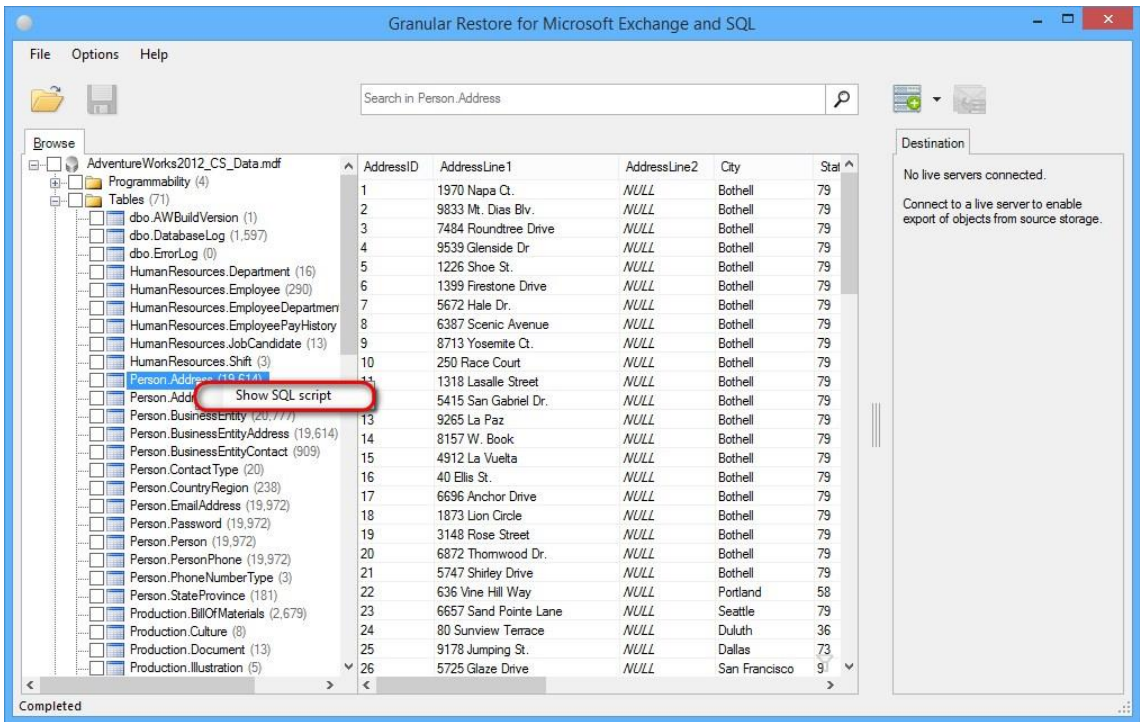 Granular Restore for Microsoft Exchange and SQL
File Options Help
Search in Person.Address
Browse
AdventureWorks2012_CS_Data.mdf
Programmability (4)
Tables (71)
dbo.AWBuildVersion (1)
dbo.DatabaseLog (1,597)
dbo.ErrorLog (0)
HumanResources.Department (16)
HumanResources.Employee (290)
HumanResources.EmployeeDepartmen
HumanResources.EmployeePayHistory
HumanResources.JobCandidate (13)
HumanResources.Shift (3)
Person.Address (19,614)
Person.Addr
Show SQL script
Person.BusinessEntity (20,777)
Person.BusinessEntityAddress (19,614)
Person.BusinessEntityContact (909)
Person.ContactType (20)
Person.CountryRegion (238)
Person.EmailAddress (19,972)
Person.Password (19,972)
Person.Person (19,972)
Person.PersonPhone (19,972)
Person.PhoneNumberType (3)
Person.StateProvince (181)
Production.BillOfMaterials (2,679)
Production.Culture (8)
Production.Document (13)
Production.Illustration (5)
AddressID AddressLine1 AddressLine2 City Stat
1 1970 Napa Ct. NULL Bothell 79
2 9833 Mt. Dias Blv. NULL Bothell 79
3 7484 Roundtree Drive NULL Bothell 79
4 9539 Glenside Dr NULL Bothell 79
5 1226 Shoe St. NULL Bothell 79
6 1399 Firestone Drive NULL Bothell 79
7 5672 Hale Dr. NULL Bothell 79
8 6387 Scenic Avenue NULL Bothell 79
9 8713 Yosemite Ct. NULL Bothell 79
10 250 Race Court NULL Bothell 79
11 1318 Lasalle Street NULL Bothell 79
5415 San Gabriel Dr. NULL Bothell 79
13 9265 La Paz NULL Bothell 79
14 8157 W. Book NULL Bothell 79
15 4912 La Vuelta NULL Bothell 79
16 40 Ellis St. NULL Bothell 79
17 6696 Anchor Drive NULL Bothell 79
18 1873 Lion Circle NULL Bothell 79
19 3148 Rose Street NULL Bothell 79
20 6872 Thornwood Dr. NULL Bothell 79
21 5747 Shirley Drive NULL Bothell 79
22 636 Vine Hill Way NULL Portland 58
23 6657 Sand Pointe Lane NULL Seattle 79
24 80 Sunview Terrace NULL Duluth 36
25 9178 Jumping St. NULL Dallas 73
26 5725 Glaze Drive NULL San Francisco 9
Destination
No live servers connected.
Connect to a live server to enable
export of objects from source storage.
Completed